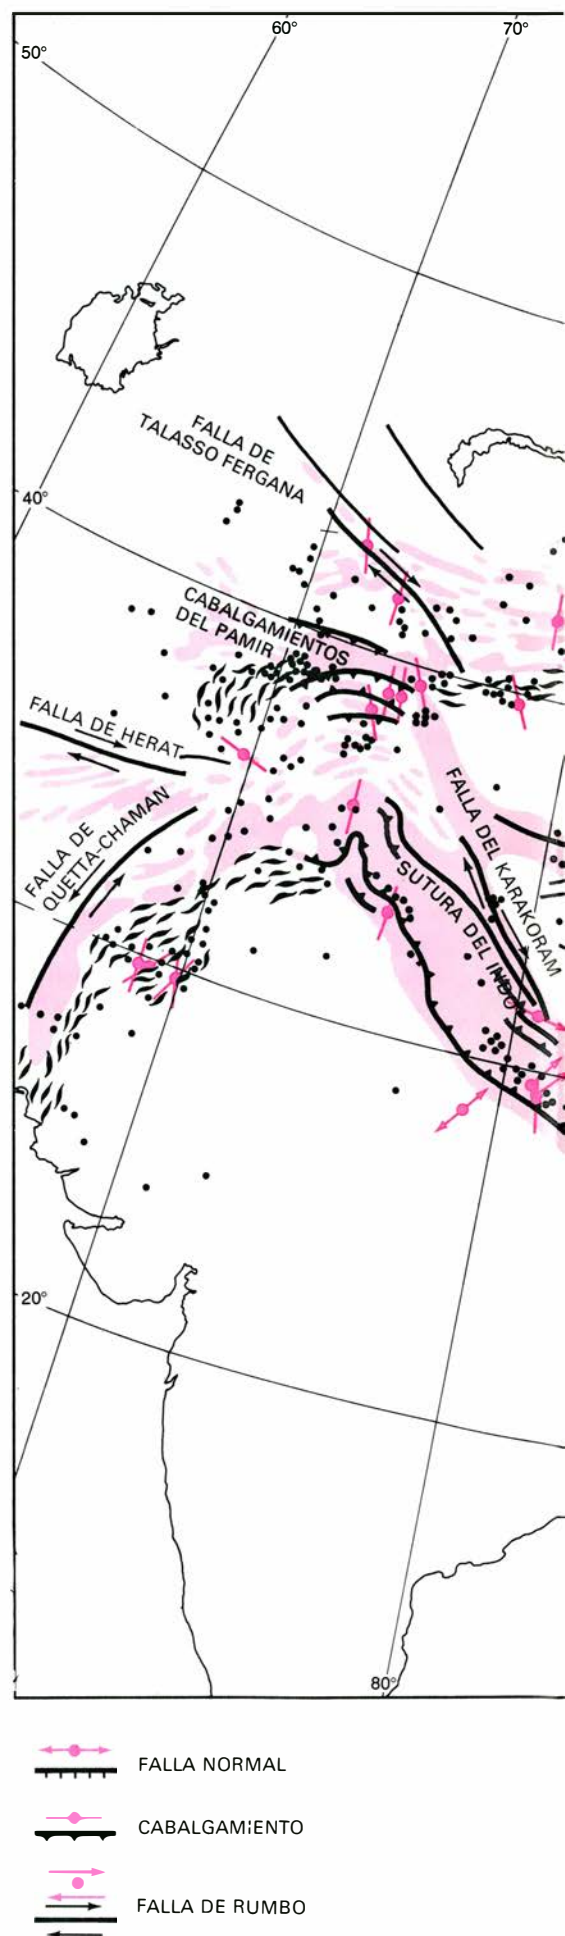 60°
70°
50°
FALLA DE
TALASSO FERGANA
40°
CABALGAMIENTOS
DEL PAMIR
FALLA DE HERAT
FALLA DE
QUETTA-CHAMAN
FALLA DEL KARAKORAM
SUTURA DEL INDO
20°
80°
FALLA NORMAL
CABALGAMIENTO
FALLA DE RUMBO